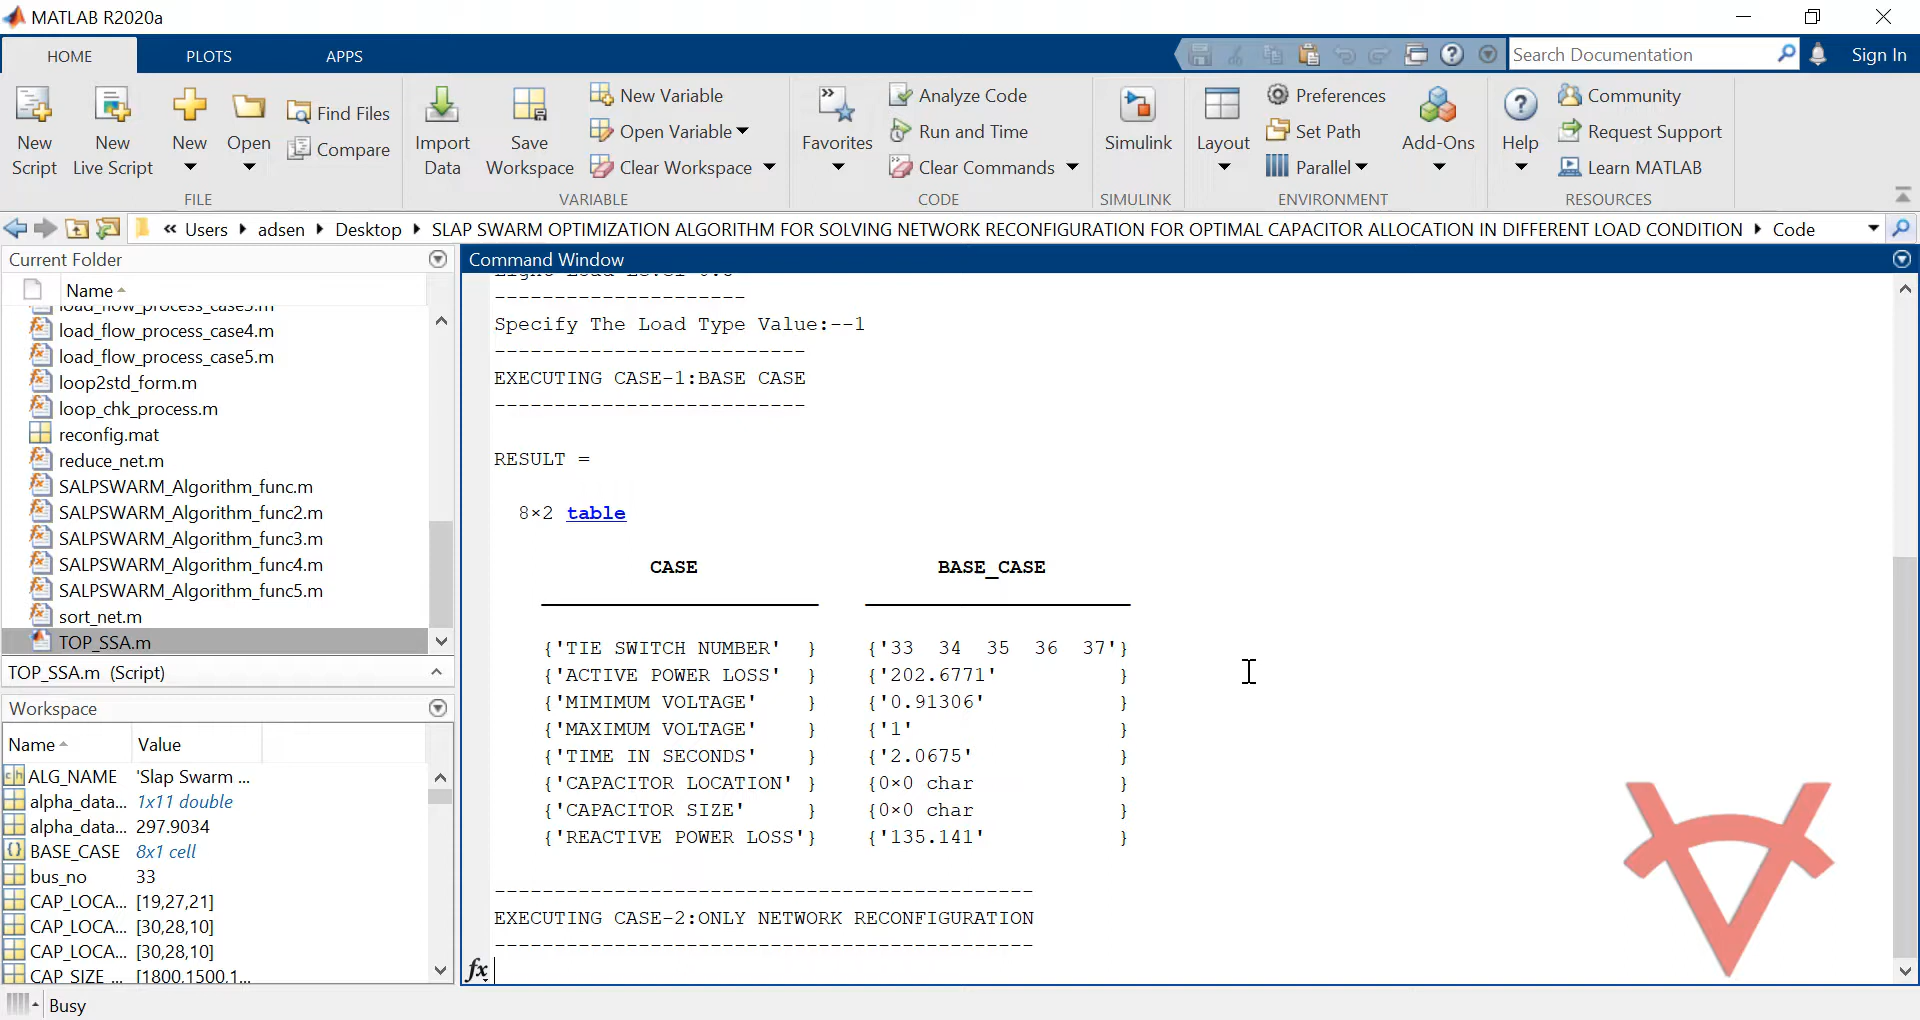 MATLAB R2020a
HOME
PLOTS
APPS
Search Documentation
Sign In
New Script
New Live Script
New
Open
Find Files
Compare
FILE
Import Data
Save Workspace
New Variable
Open Variable
Clear Workspace
VARIABLE
Favorites
Analyze Code
Run and Time
Clear Commands
CODE
Simulink
SIMULINK
Layout
Preferences
Set Path
Parallel
Add-Ons
ENVIRONMENT
Help
Community
Request Support
Learn MATLAB
RESOURCES
« Users adsen Desktop SLAP SWARM OPTIMIZATION ALGORITHM FOR SOLVING NETWORK RECONFIGURATION FOR OPTIMAL CAPACITOR ALLOCATION IN DIFFERENT LOAD CONDITION Code
Current Folder
Name
load_flow_process_case4.m
load_flow_process_case5.m
loop2std_form.m
loop_chk_process.m
reconfig.mat
reduce_net.m
SALPSWARM_Algorithm_func.m
SALPSWARM_Algorithm_func2.m
SALPSWARM_Algorithm_func3.m
SALPSWARM_Algorithm_func4.m
SALPSWARM_Algorithm_func5.m
sort_net.m
TOP_SSA.m
TOP_SSA.m (Script)
Workspace
Name Value
ALG_NAME 'Slap Swarm ...
alpha_data... 1x11 double
alpha_data... 297.9034
BASE_CASE 8x1 cell
bus_no 33
CAP_LOCA... [19,27,21]
CAP_LOCA... [30,28,10]
CAP_LOCA... [30,28,10]
CAP_SIZE ... [1800,1500,1...
Command Window
---------------------
Specify The Load Type Value:--1
--------------------------
EXECUTING CASE-1:BASE CASE
--------------------------
RESULT =
8×2 table
CASE BASE_CASE
{'TIE SWITCH NUMBER' } {'33 34 35 36 37'}
{'ACTIVE POWER LOSS' } {'202.6771' }
{'MIMIMUM VOLTAGE' } {'0.91306' }
{'MAXIMUM VOLTAGE' } {'1' }
{'TIME IN SECONDS' } {'2.0675' }
{'CAPACITOR LOCATION' } {0×0 char }
{'CAPACITOR SIZE' } {0×0 char }
{'REACTIVE POWER LOSS'} {'135.141' }
---------------------------------------------
EXECUTING CASE-2:ONLY NETWORK RECONFIGURATION
---------------------------------------------
fx
Busy